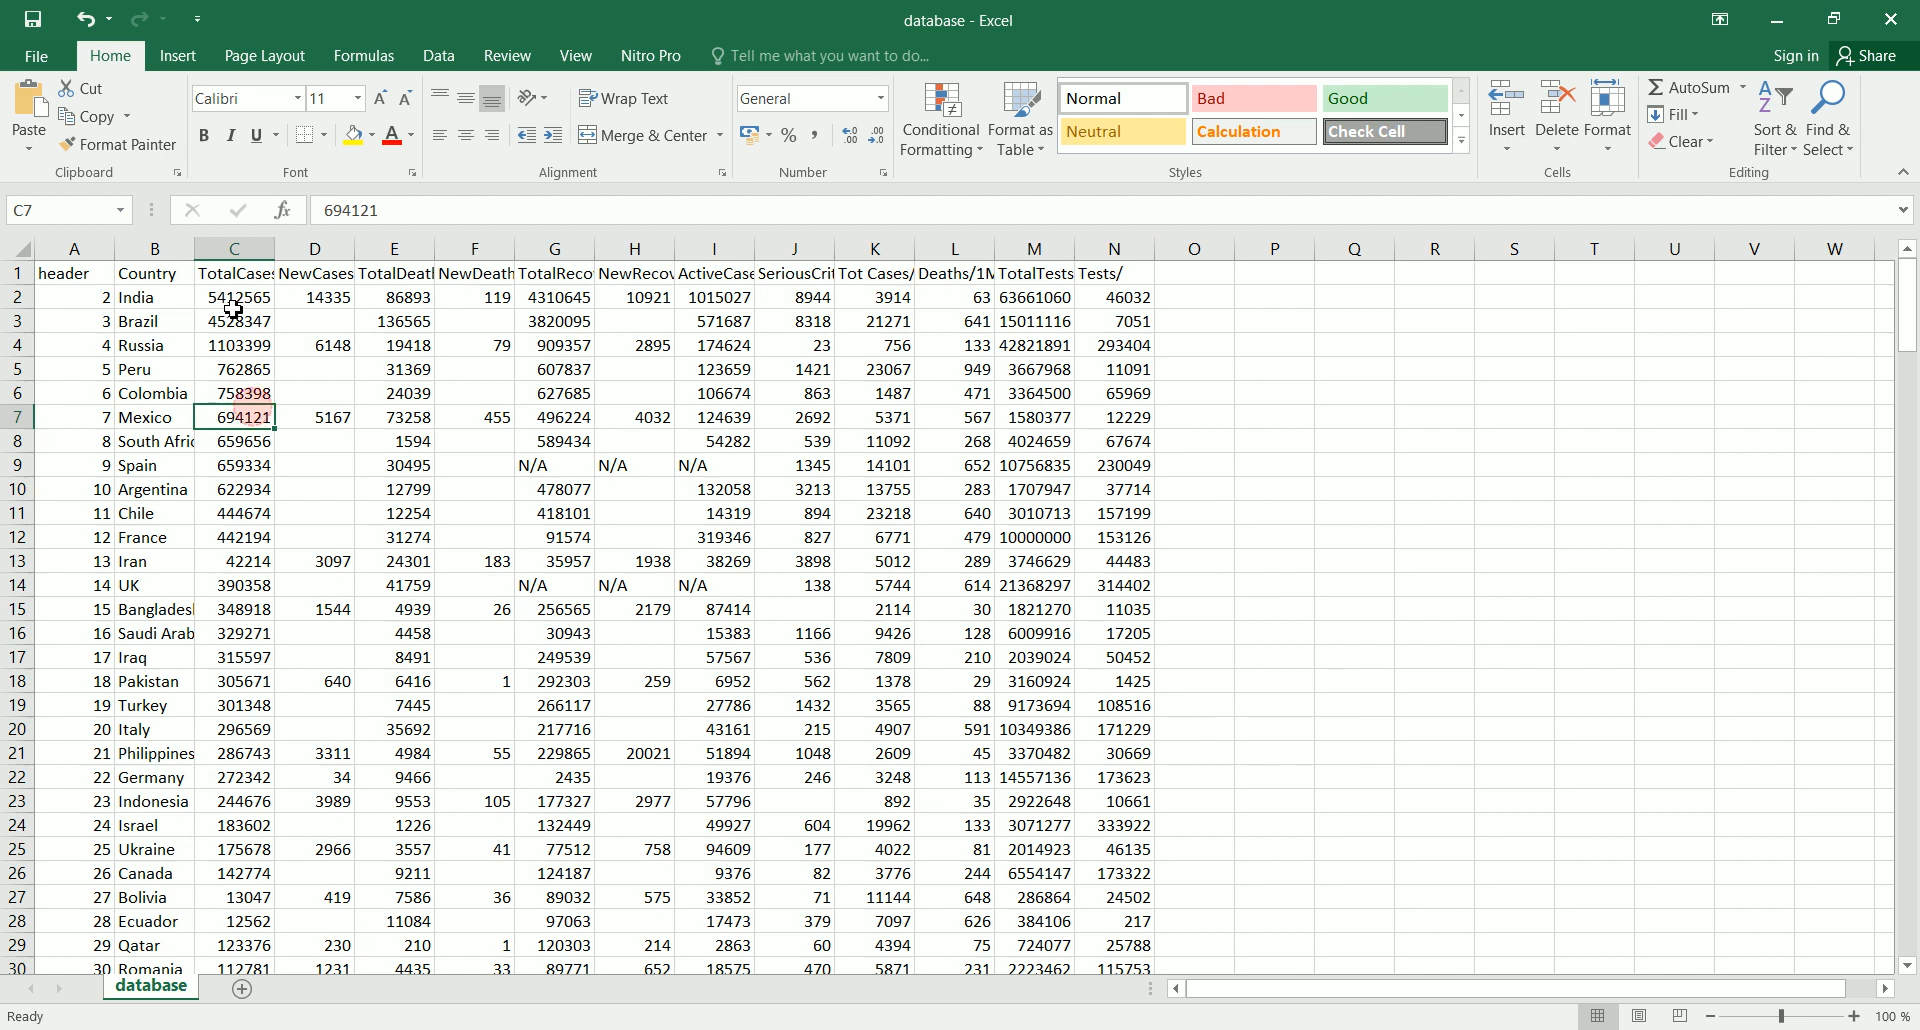 database - Excel
File Home Insert Page Layout Formulas Data Review View Nitro Pro Tell me what you want to do... Sign in Share
Paste Cut Copy Format Painter Clipboard
Calibri 11 B I U A A A Font
Wrap Text Merge & Center Alignment
General % , .00 Number
Conditional Formatting Format as Table
Normal Bad Good
Neutral Calculation Check Cell
Styles
Insert Delete Format Cells
AutoSum Fill Clear Sort & Filter Find & Select Editing
C7 fx 694121
A B C D E F G H I J K L M N O P Q R S T U V W
1 header Country TotalCases NewCases TotalDeath NewDeath TotalReco NewRecov ActiveCase SeriousCrit Tot Cases/ Deaths/1M TotalTests Tests/
2 2 India 5412565 14335 86893 119 4310645 10921 1015027 8944 3914 63 63661060 46032
3 3 Brazil 4528347 136565 3820095 571687 8318 21271 641 15011116 7051
4 4 Russia 1103399 6148 19418 79 909357 2895 174624 23 756 133 42821891 293404
5 5 Peru 762865 31369 607837 123659 1421 23067 949 3667968 11091
6 6 Colombia 758398 24039 627685 106674 863 1487 471 3364500 65969
7 7 Mexico 694121 5167 73258 455 496224 4032 124639 2692 5371 567 1580377 12229
8 8 South Afric 659656 1594 589434 54282 539 11092 268 4024659 67674
9 9 Spain 659334 30495 N/A N/A N/A 1345 14101 652 10756835 230049
10 10 Argentina 622934 12799 478077 132058 3213 13755 283 1707947 37714
11 11 Chile 444674 12254 418101 14319 894 23218 640 3010713 157199
12 12 France 442194 31274 91574 319346 827 6771 479 10000000 153126
13 13 Iran 42214 3097 24301 183 35957 1938 38269 3898 5012 289 3746629 44483
14 14 UK 390358 41759 N/A N/A N/A 138 5744 614 21368297 314402
15 15 Bangladesl 348918 1544 4939 26 256565 2179 87414 2114 30 1821270 11035
16 16 Saudi Arab 329271 4458 30943 15383 1166 9426 128 6009916 17205
17 17 Iraq 315597 8491 249539 57567 536 7809 210 2039024 50452
18 18 Pakistan 305671 640 6416 1 292303 259 6952 562 1378 29 3160924 1425
19 19 Turkey 301348 7445 266117 27786 1432 3565 88 9173694 108516
20 20 Italy 296569 35692 217716 43161 215 4907 591 10349386 171229
21 21 Philippines 286743 3311 4984 55 229865 20021 51894 1048 2609 45 3370482 30669
22 22 Germany 272342 34 9466 2435 19376 246 3248 113 14557136 173623
23 23 Indonesia 244676 3989 9553 105 177327 2977 57796 892 35 2922648 10661
24 24 Israel 183602 1226 132449 49927 604 19962 133 3071277 333922
25 25 Ukraine 175678 2966 3557 41 77512 758 94609 177 4022 81 2014923 46135
26 26 Canada 142774 9211 124187 9376 82 3776 244 6554147 173322
27 27 Bolivia 13047 419 7586 36 89032 575 33852 71 11144 648 286864 24502
28 28 Ecuador 12562 11084 97063 17473 379 7097 626 384106 217
29 29 Qatar 123376 230 210 1 120303 214 2863 60 4394 75 724077 25788
30 30 Romania 112781 1231 4435 33 89771 652 18575 470 5871 231 2223462 115753
database
Ready 100 %